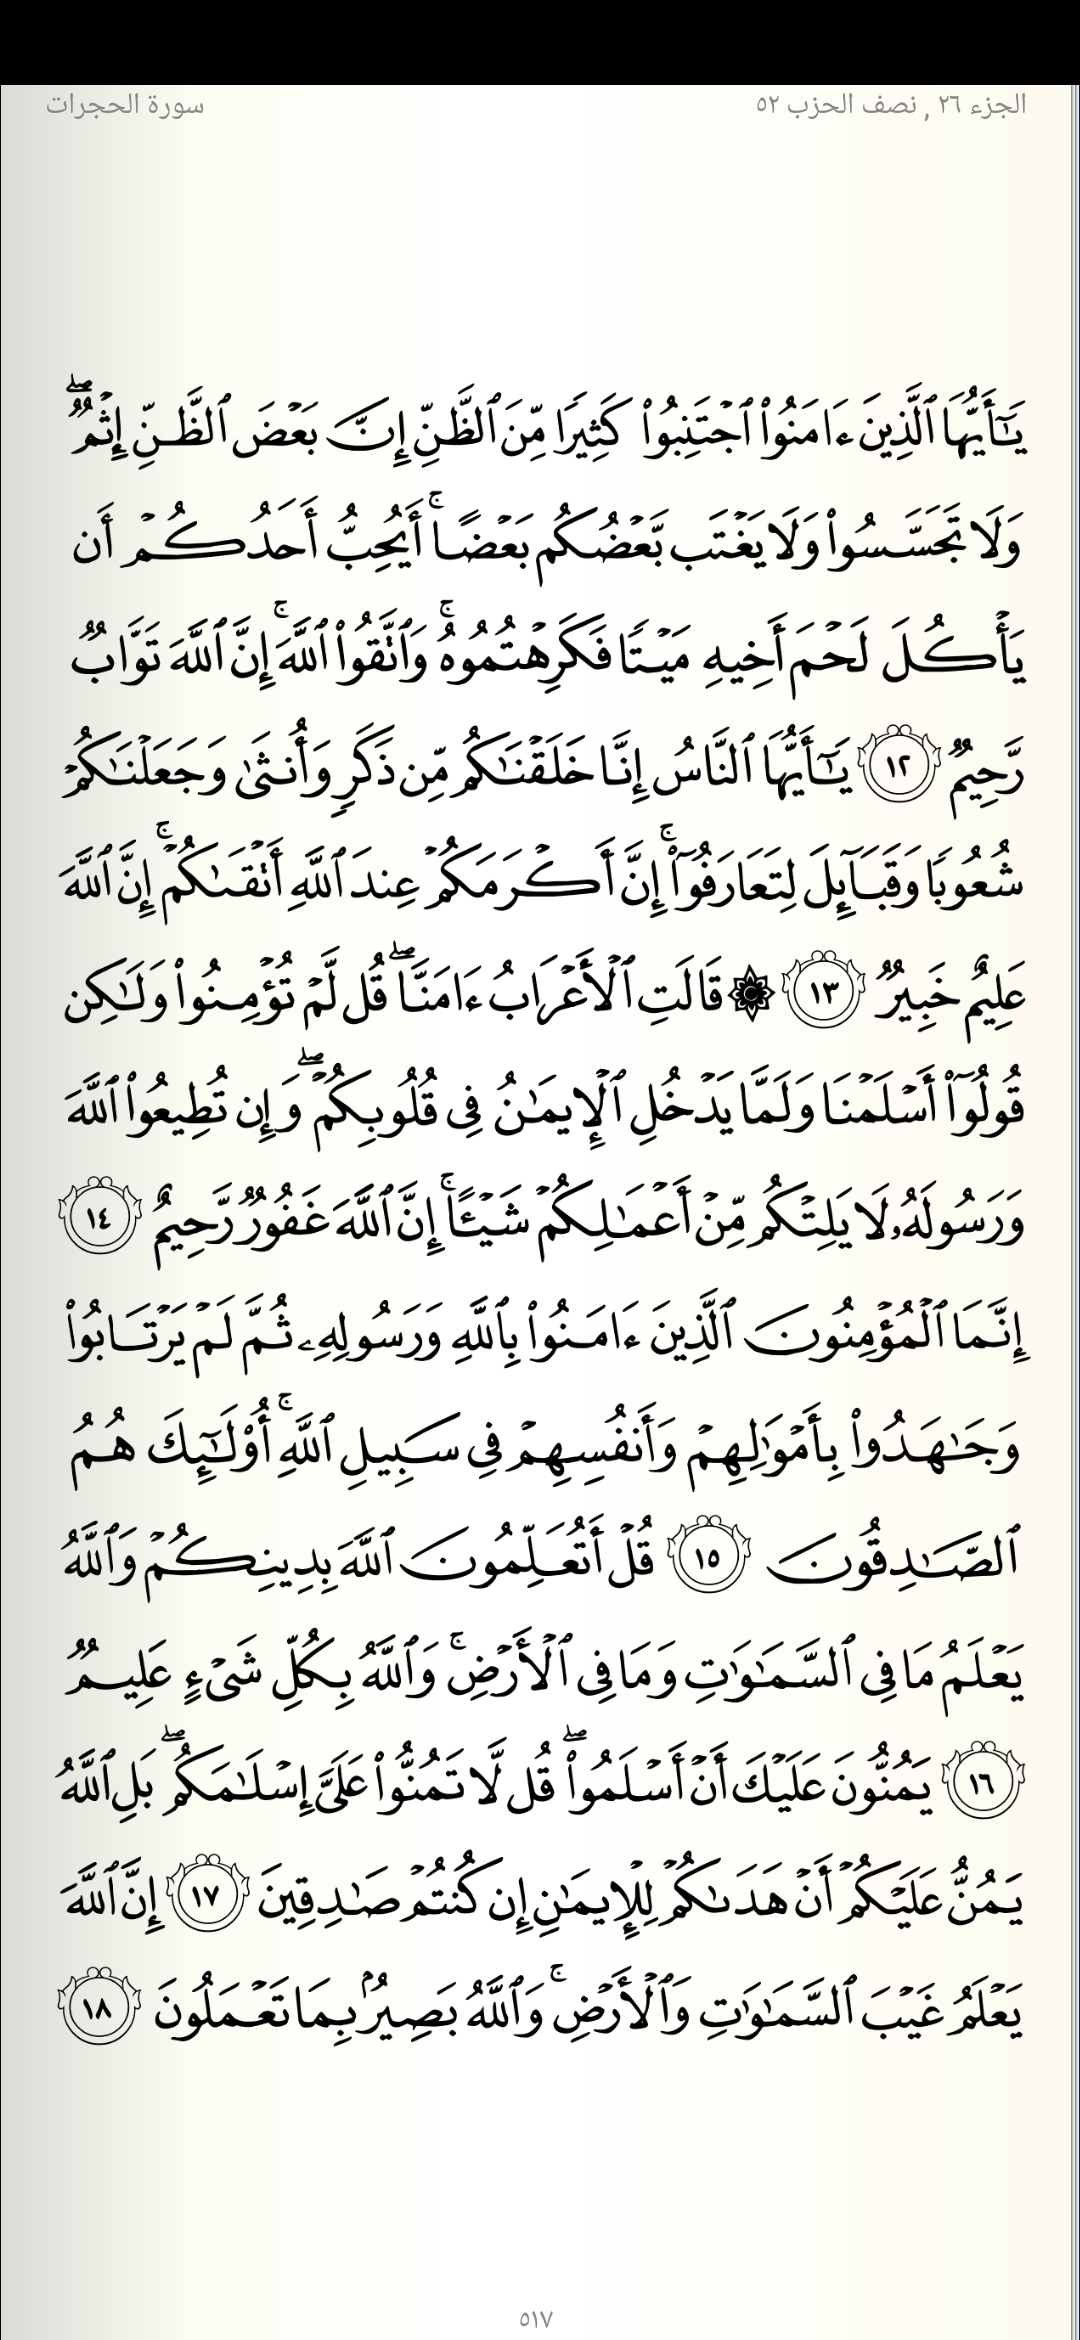 الجزء ٢٦ , نصف الحزب ٥٢
سورة الحجرات
يَٰٓأَيُّهَا ٱلَّذِينَ ءَامَنُوا۟ ٱجْتَنِبُوا۟ كَثِيرًا مِّنَ ٱلظَّنِّ إِنَّ بَعْضَ ٱلظَّنِّ إِثْمٌ ۖ
وَلَا تَجَسَّسُوا۟ وَلَا يَغْتَب بَّعْضُكُم بَعْضًا ۚ أَيُحِبُّ أَحَدُكُمْ أَن
يَأْكُلَ لَحْمَ أَخِيهِ مَيْتًا فَكَرِهْتُمُوهُ ۚ وَٱتَّقُوا۟ ٱللَّهَ ۚ إِنَّ ٱللَّهَ تَوَّابٌ
رَّحِيمٌ ١٢ يَٰٓأَيُّهَا ٱلنَّاسُ إِنَّا خَلَقْنَٰكُم مِّن ذَكَرٍ وَأُنثَىٰ وَجَعَلْنَٰكُمْ
شُعُوبًا وَقَبَآئِلَ لِتَعَارَفُوٓا۟ ۚ إِنَّ أَكْرَمَكُمْ عِندَ ٱللَّهِ أَتْقَىٰكُمْ ۚ إِنَّ ٱللَّهَ
عَلِيمٌ خَبِيرٌ ١٣ ۞ قَالَتِ ٱلْأَعْرَابُ ءَامَنَّا ۖ قُل لَّمْ تُؤْمِنُوا۟ وَلَٰكِن
قُولُوٓا۟ أَسْلَمْنَا وَلَمَّا يَدْخُلِ ٱلْإِيمَٰنُ فِى قُلُوبِكُمْ ۖ وَإِن تُطِيعُوا۟ ٱللَّهَ
وَرَسُولَهُۥ لَا يَلِتْكُم مِّنْ أَعْمَٰلِكُمْ شَيْـًٔا ۚ إِنَّ ٱللَّهَ غَفُورٌ رَّحِيمٌ ١٤
إِنَّمَا ٱلْمُؤْمِنُونَ ٱلَّذِينَ ءَامَنُوا۟ بِٱللَّهِ وَرَسُولِهِۦ ثُمَّ لَمْ يَرْتَابُوا۟
وَجَٰهَدُوا۟ بِأَمْوَٰلِهِمْ وَأَنفُسِهِمْ فِى سَبِيلِ ٱللَّهِ ۚ أُو۟لَٰٓئِكَ هُمُ
ٱلصَّٰدِقُونَ ١٥ قُلْ أَتُعَلِّمُونَ ٱللَّهَ بِدِينِكُمْ وَٱللَّهُ
يَعْلَمُ مَا فِى ٱلسَّمَٰوَٰتِ وَمَا فِى ٱلْأَرْضِ ۚ وَٱللَّهُ بِكُلِّ شَىْءٍ عَلِيمٌ
١٦ يَمُنُّونَ عَلَيْكَ أَنْ أَسْلَمُوا۟ ۖ قُل لَّا تَمُنُّوا۟ عَلَىَّ إِسْلَٰمَكُم ۖ بَلِ ٱللَّهُ
يَمُنُّ عَلَيْكُمْ أَنْ هَدَىٰكُمْ لِلْإِيمَٰنِ إِن كُنتُمْ صَٰدِقِينَ ١٧ إِنَّ ٱللَّهَ
يَعْلَمُ غَيْبَ ٱلسَّمَٰوَٰتِ وَٱلْأَرْضِ ۚ وَٱللَّهُ بَصِيرٌۢ بِمَا تَعْمَلُونَ ١٨
٥١٧